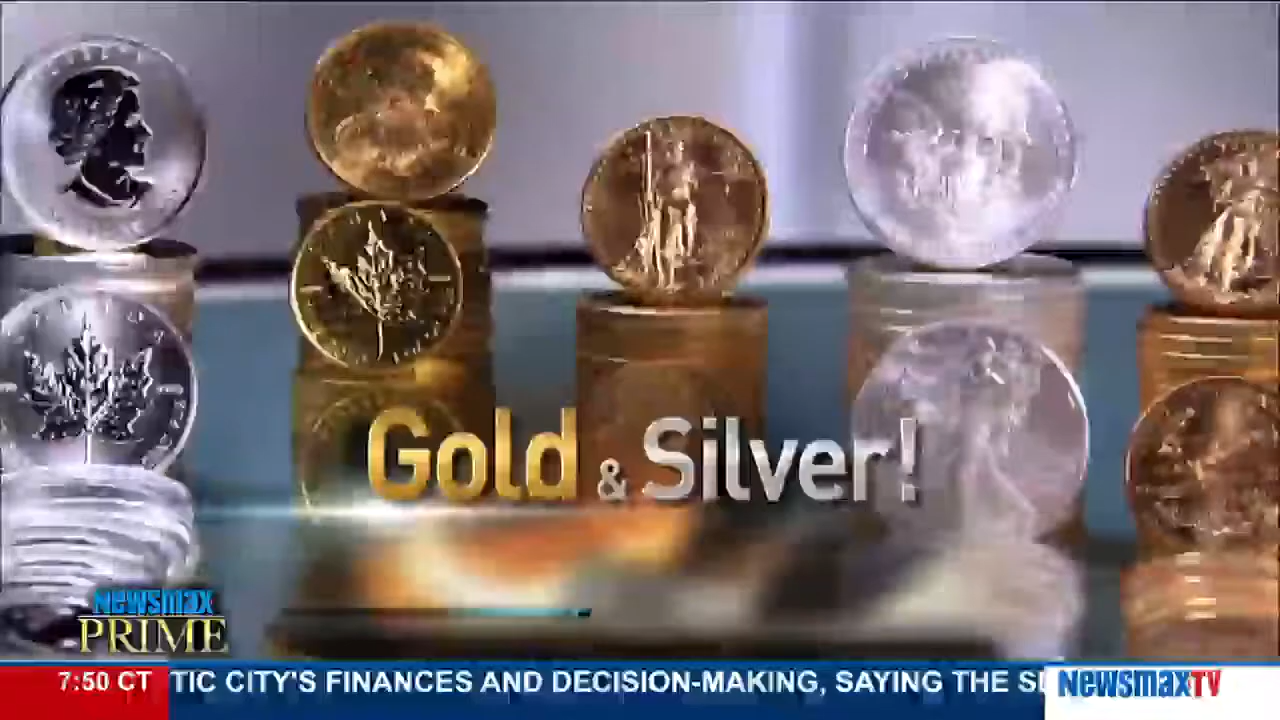 Gold & Silver!
NEWSMAX
PRIME
7:50 CT
TIC CITY'S FINANCES AND DECISION-MAKING, SAYING THE
NEWSMAXTV